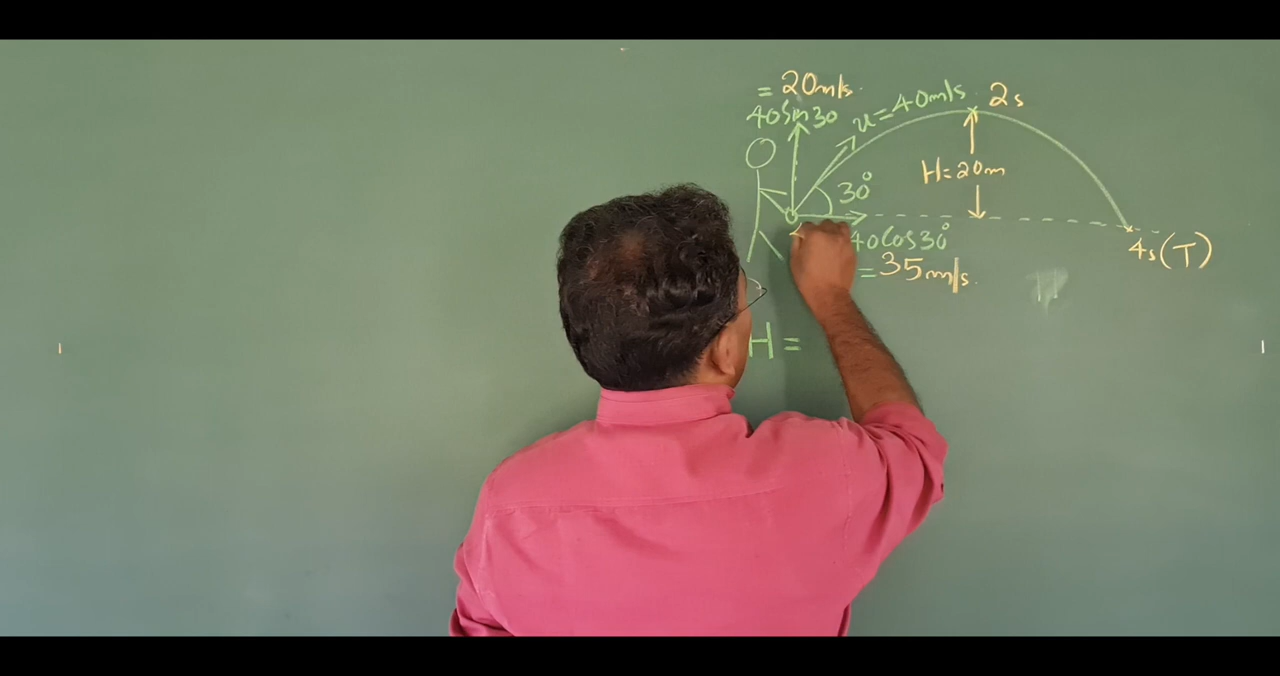 = 20m/s
40Sin30
u=40m/s
2s
30°
H=20m
40Cos30°
=35m/s
4s(T)
H =